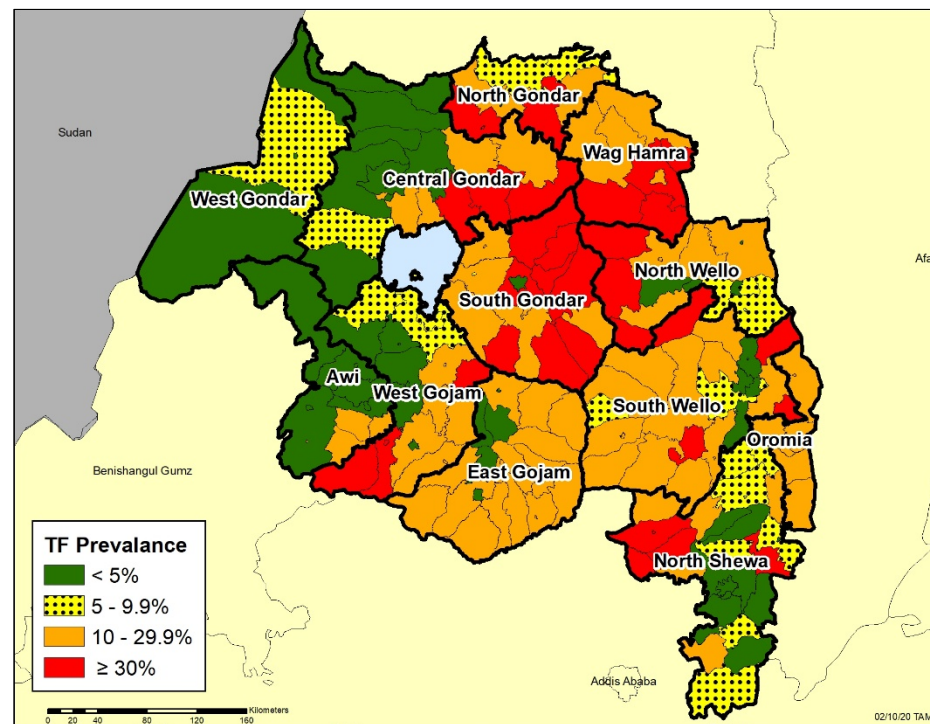 North Gondar
Sudan
Wag Hamra
Central Gondar
West Gondar
Afa
North Wello
South Gondar
Awi
West Gojam
South Wello
Oromia
Benishangul Gumz
East Gojam
TF Prevalance
< 5%
5 - 9.9%
10 - 29.9%
≥ 30%
North Shewa
Addis Ababa
Kilometers
0 20 40 80 120 160
02/10/20 TAM